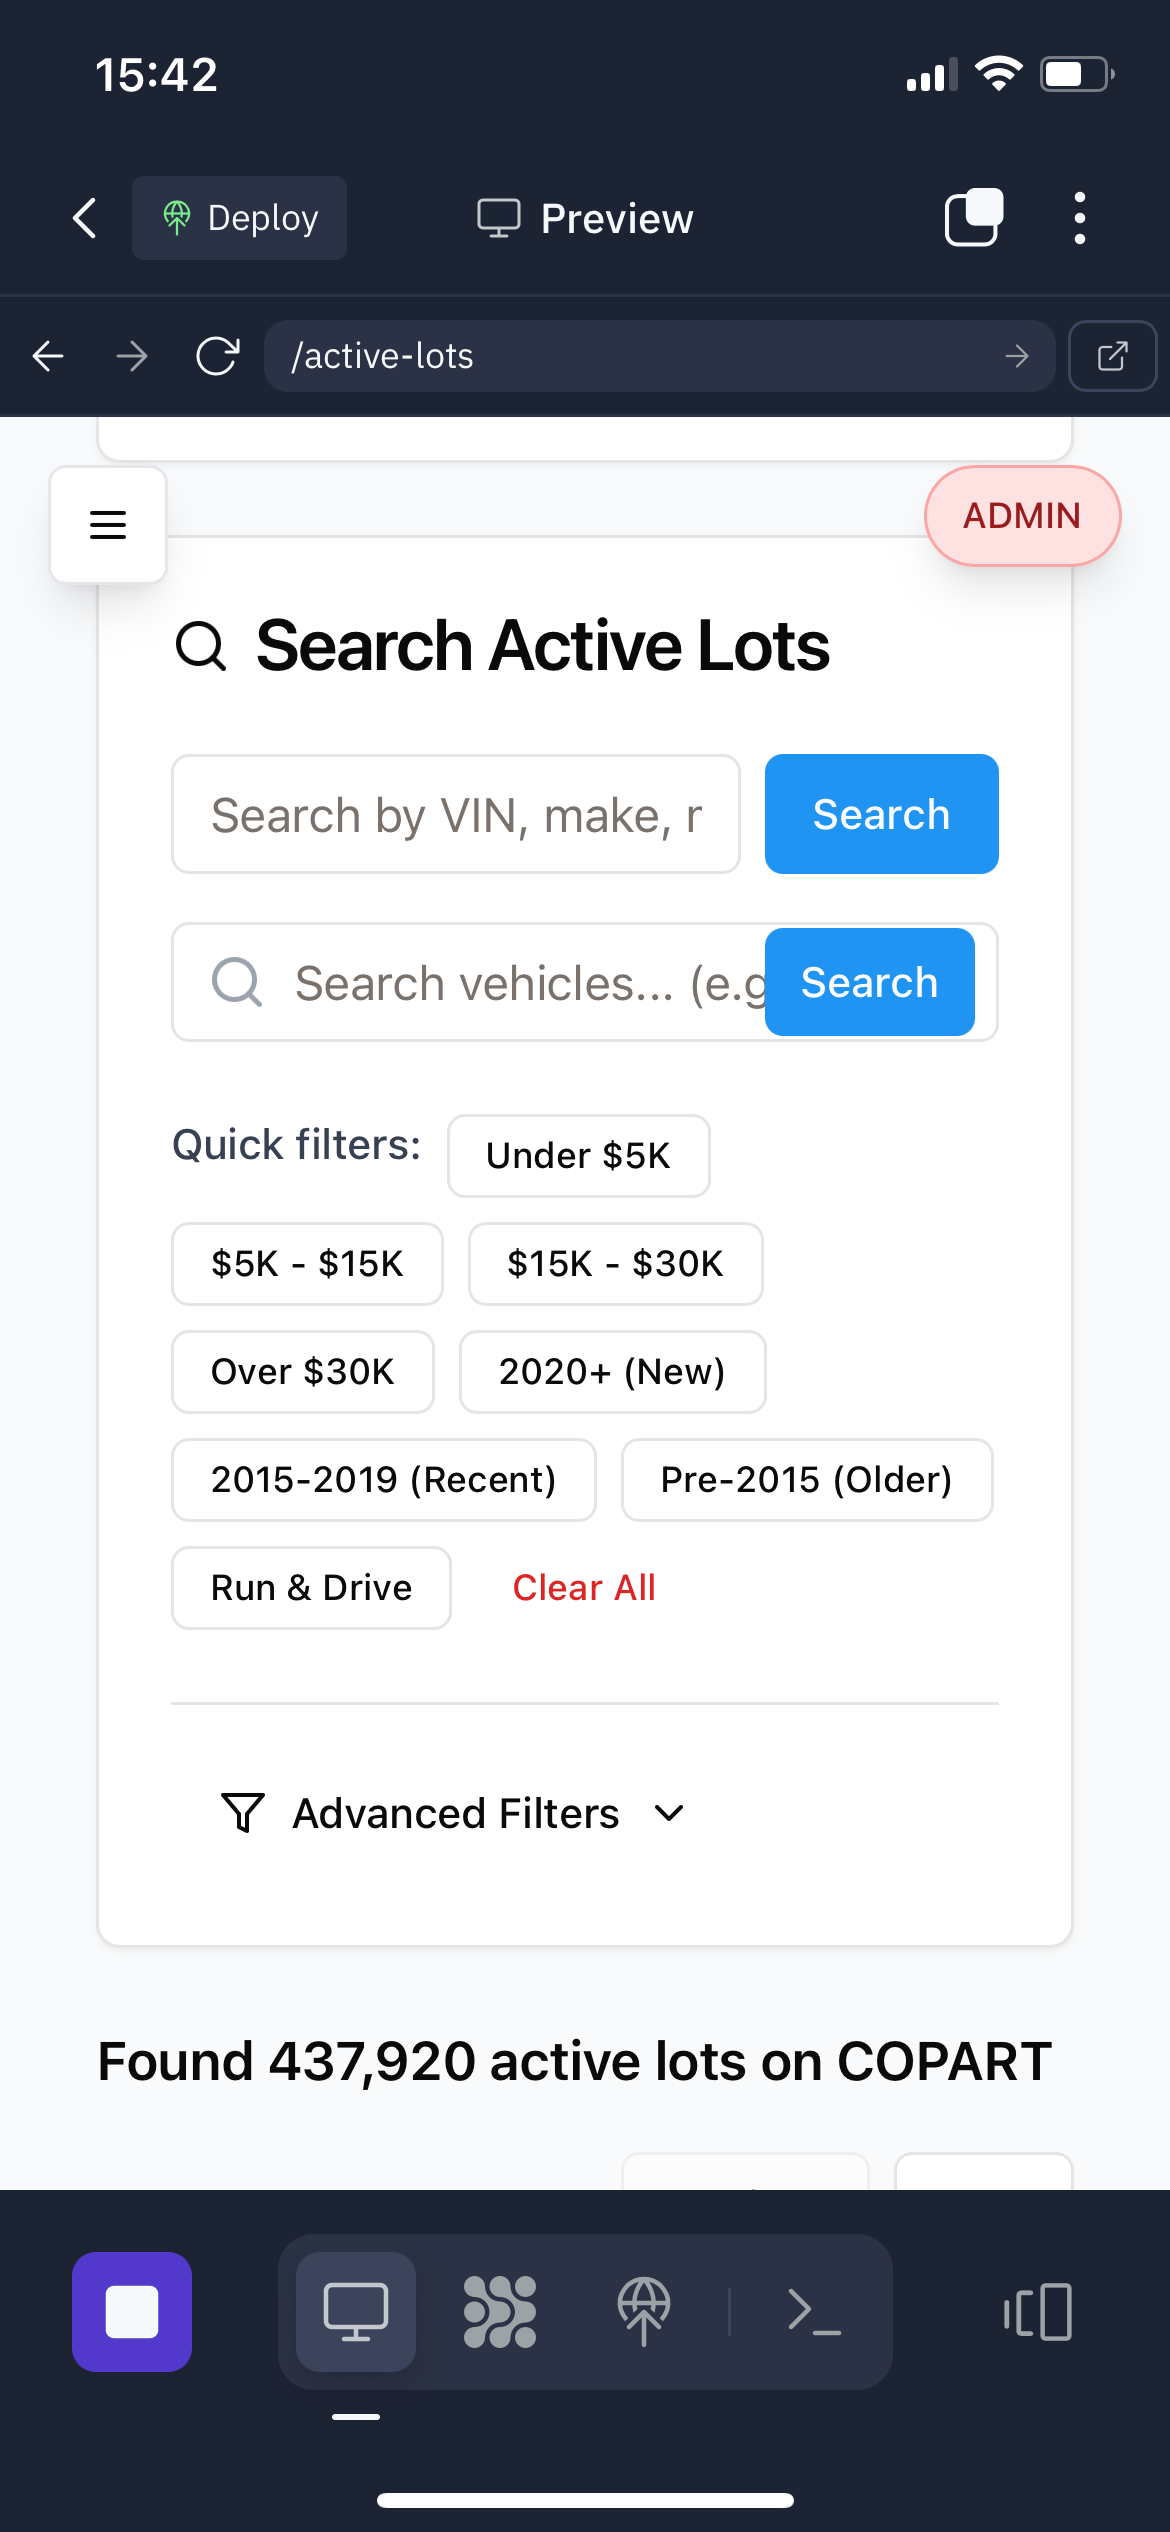 15:42
Deploy
Preview
/active-lots
ADMIN
Search Active Lots
Search by VIN, make, r
Search
Search vehicles... (e.g
Search
Quick filters:
Under $5K
$5K - $15K
$15K - $30K
Over $30K
2020+ (New)
2015-2019 (Recent)
Pre-2015 (Older)
Run & Drive
Clear All
Advanced Filters
Found 437,920 active lots on COPART